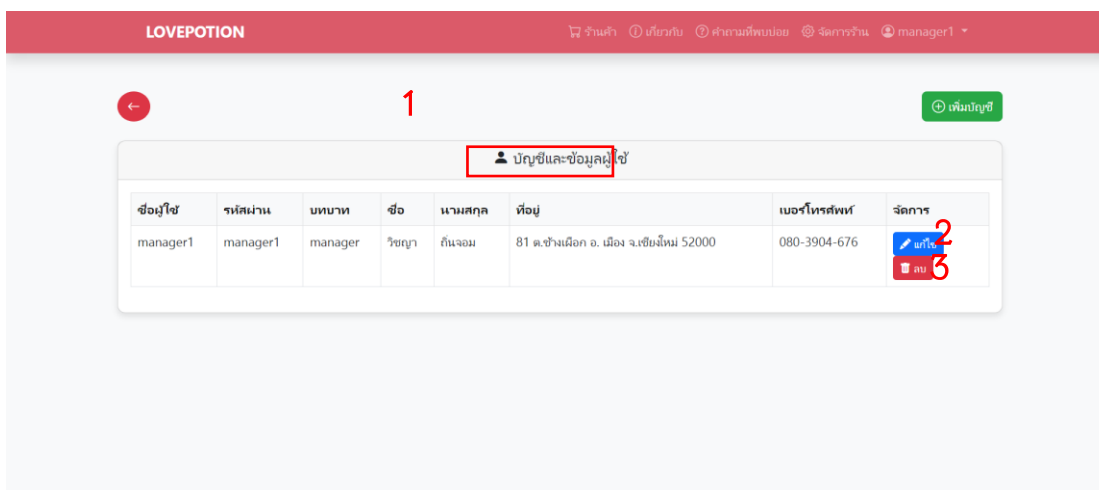 LOVEPOTION ร้านค้า เกี่ยวกับ คำถามที่พบบ่อย จัดการร้าน manager1
1 เพิ่มบัญชี
บัญชีและข้อมูลผู้ใช้
ชื่อผู้ใช้ รหัสผ่าน บทบาท ชื่อ นามสกุล ที่อยู่ เบอร์โทรศัพท์ จัดการ
manager1 manager1 manager วิชญา ถิ่นจอม 81 ต.ช้างเผือก อ. เมือง จ.เชียงใหม่ 52000 080-3904-676 แก้ไข 2
ลบ 3